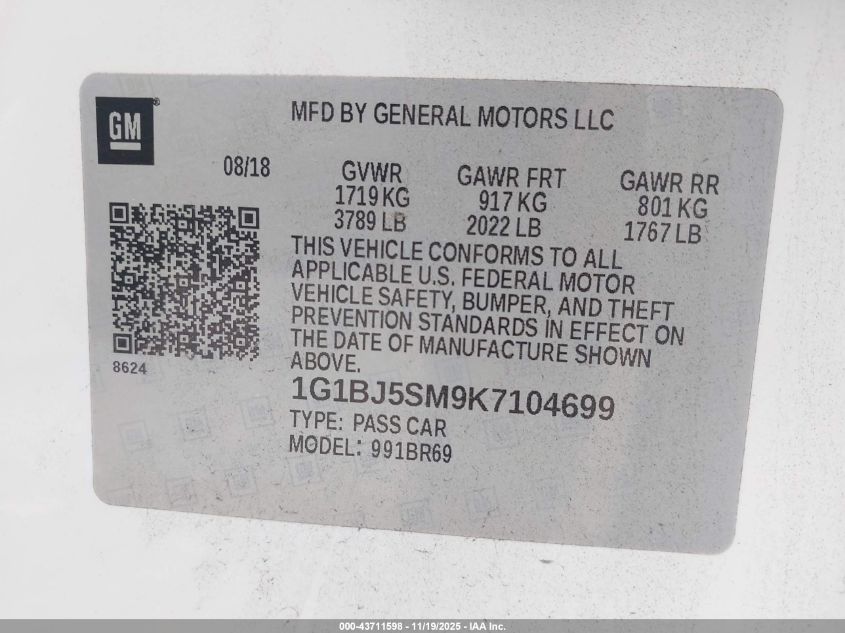 GM
MFD BY GENERAL MOTORS LLC
08/18
GVWR
1719 KG
3789 LB
GAWR FRT
917 KG
2022 LB
GAWR RR
801 KG
1767 LB
THIS VEHICLE CONFORMS TO ALL
APPLICABLE U.S. FEDERAL MOTOR
VEHICLE SAFETY, BUMPER, AND THEFT
PREVENTION STANDARDS IN EFFECT ON
THE DATE OF MANUFACTURE SHOWN
ABOVE.
8624
1G1BJ5SM9K7104699
TYPE: PASS CAR
MODEL: 991BR69
000-43711598 - 11/19/2025 - IAA Inc.